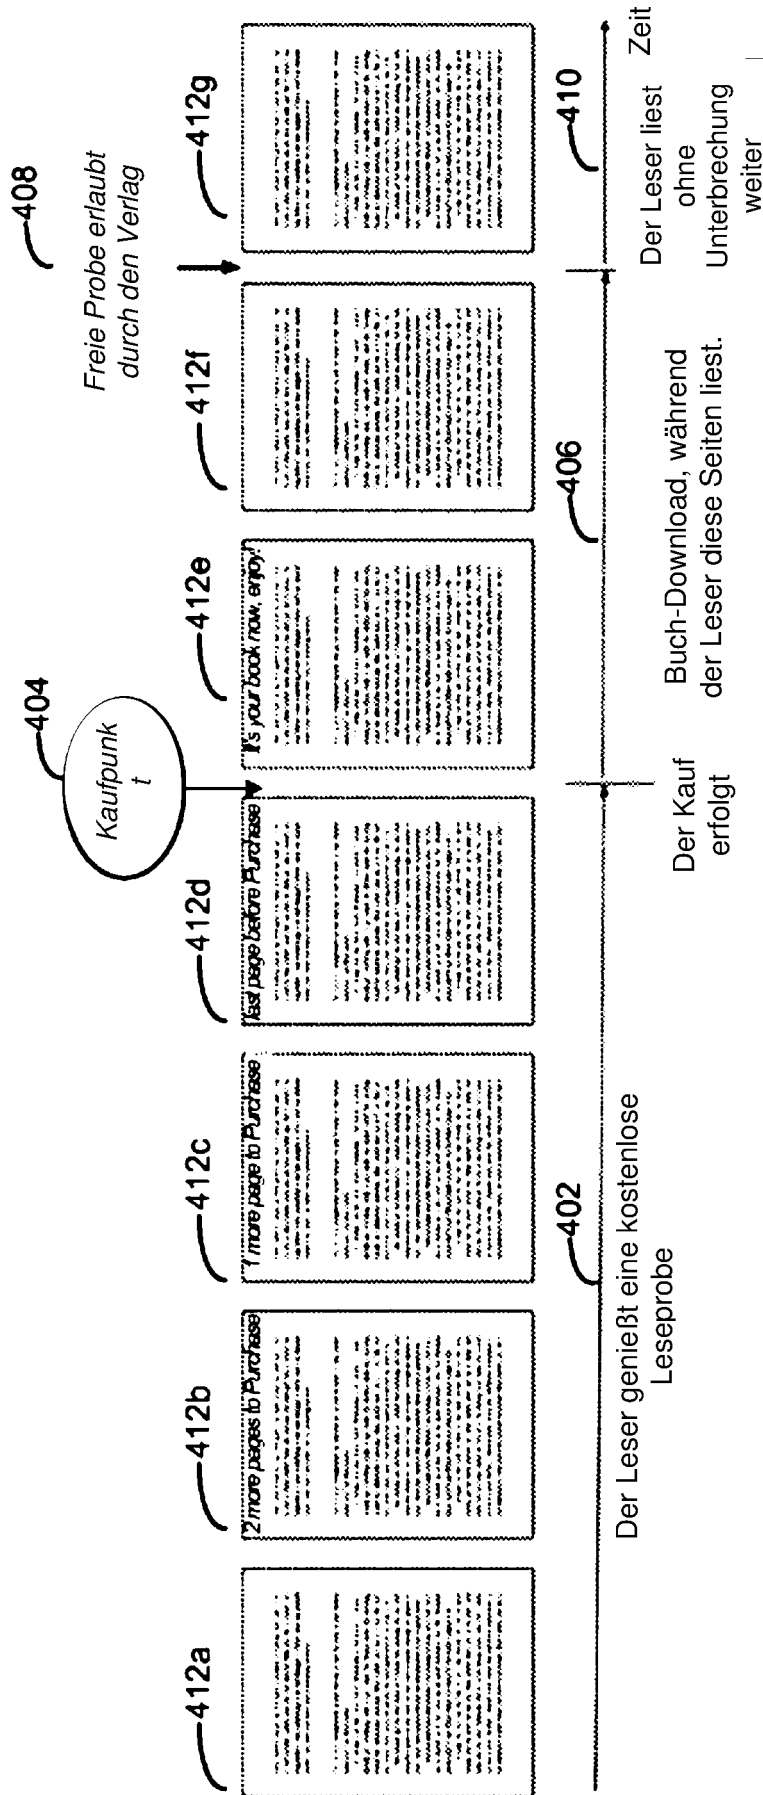 408
Freie Probe erlaubt
durch den Verlag
404
Kaufpunk
t
412a
412b
412c
412d
412e
412f
412g
2 more pages to Purchase
1 more page to Purchase
last page before Purchase
It's your book now, enjoy!
402
406
410
Der Leser genießt eine kostenlose
Leseprobe
Der Kauf
erfolgt
Buch-Download, während
der Leser diese Seiten liest.
Der Leser liest
ohne
Unterbrechung
weiter
Zeit